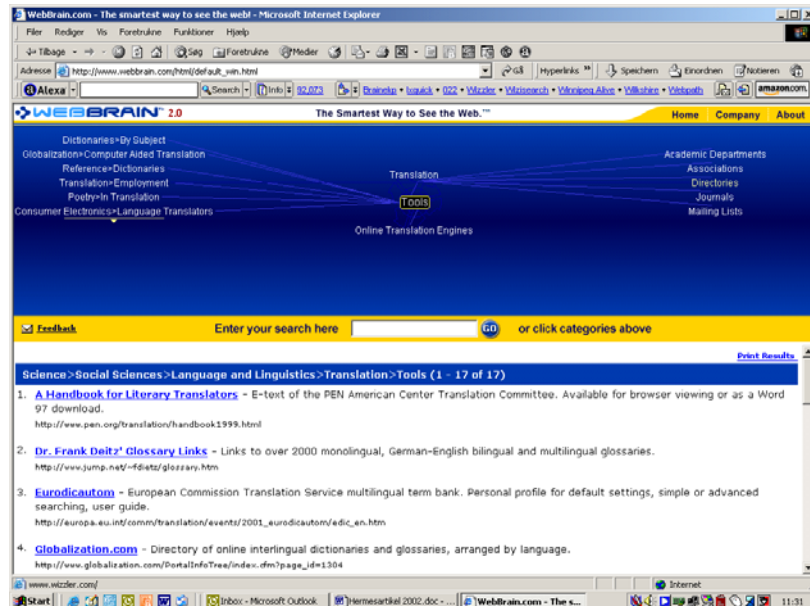 WebBrain.com - The smartest way to see the web! - Microsoft Internet Explorer
Filer Rediger Vis Foretrukne Funktioner Hjælp
Tilbage Søg Foretrukne Medier
Adresse http://www.webbrain.com/html/default_win.html Gå Hyperlinks » Speichern Einordnen Notieren
Alexa Search Info 92,073 Braincku • Ixquick • 022 • Wizzler • Winnipeg Alive • Wilkshire • Webpath amazon.com
WEBBRAIN™ 2.0 The Smartest Way to See the Web.™ Home Company About
Dictionaries>By Subject
Globalization>Computer Aided Translation
Reference>Dictionaries
Translation>Employment
Poetry>In Translation
Consumer Electronics>Language Translators
Translation
Tools
Online Translation Engines
Academic Departments
Associations
Directories
Journals
Mailing Lists
Feedback Enter your search here GO or click categories above
Print Results
Science>Social Sciences>Language and Linguistics>Translation>Tools (1 - 17 of 17)
1. A Handbook for Literary Translators - E-text of the PEN American Center Translation Committee. Available for browser viewing or as a Word
97 download.
http://www.pen.org/translation/handbook1999.html
2. Dr. Frank Deitz' Glossary Links - Links to over 2000 monolingual, German-English bilingual and multilingual glossaries.
http://www.jump.net/~fdietz/glossary.htm
3. Eurodicautom - European Commission Translation Service multilingual term bank. Personal profile for default settings, simple or advanced
searching, user guide.
http://europa.eu.int/comm/translation/events/2001_eurodicautom/edic_en.htm
4. Globalization.com - Directory of online interlingual dictionaries and glossaries, arranged by language.
http://www.globalization.com/PortalInfoTree/index.cfm?page_id=1304
www.wizzler.com/ Internet
Start Inbox - Microsoft Outlook Hermesartikel 2002.doc - ... WebBrain.com - The s... 11:31